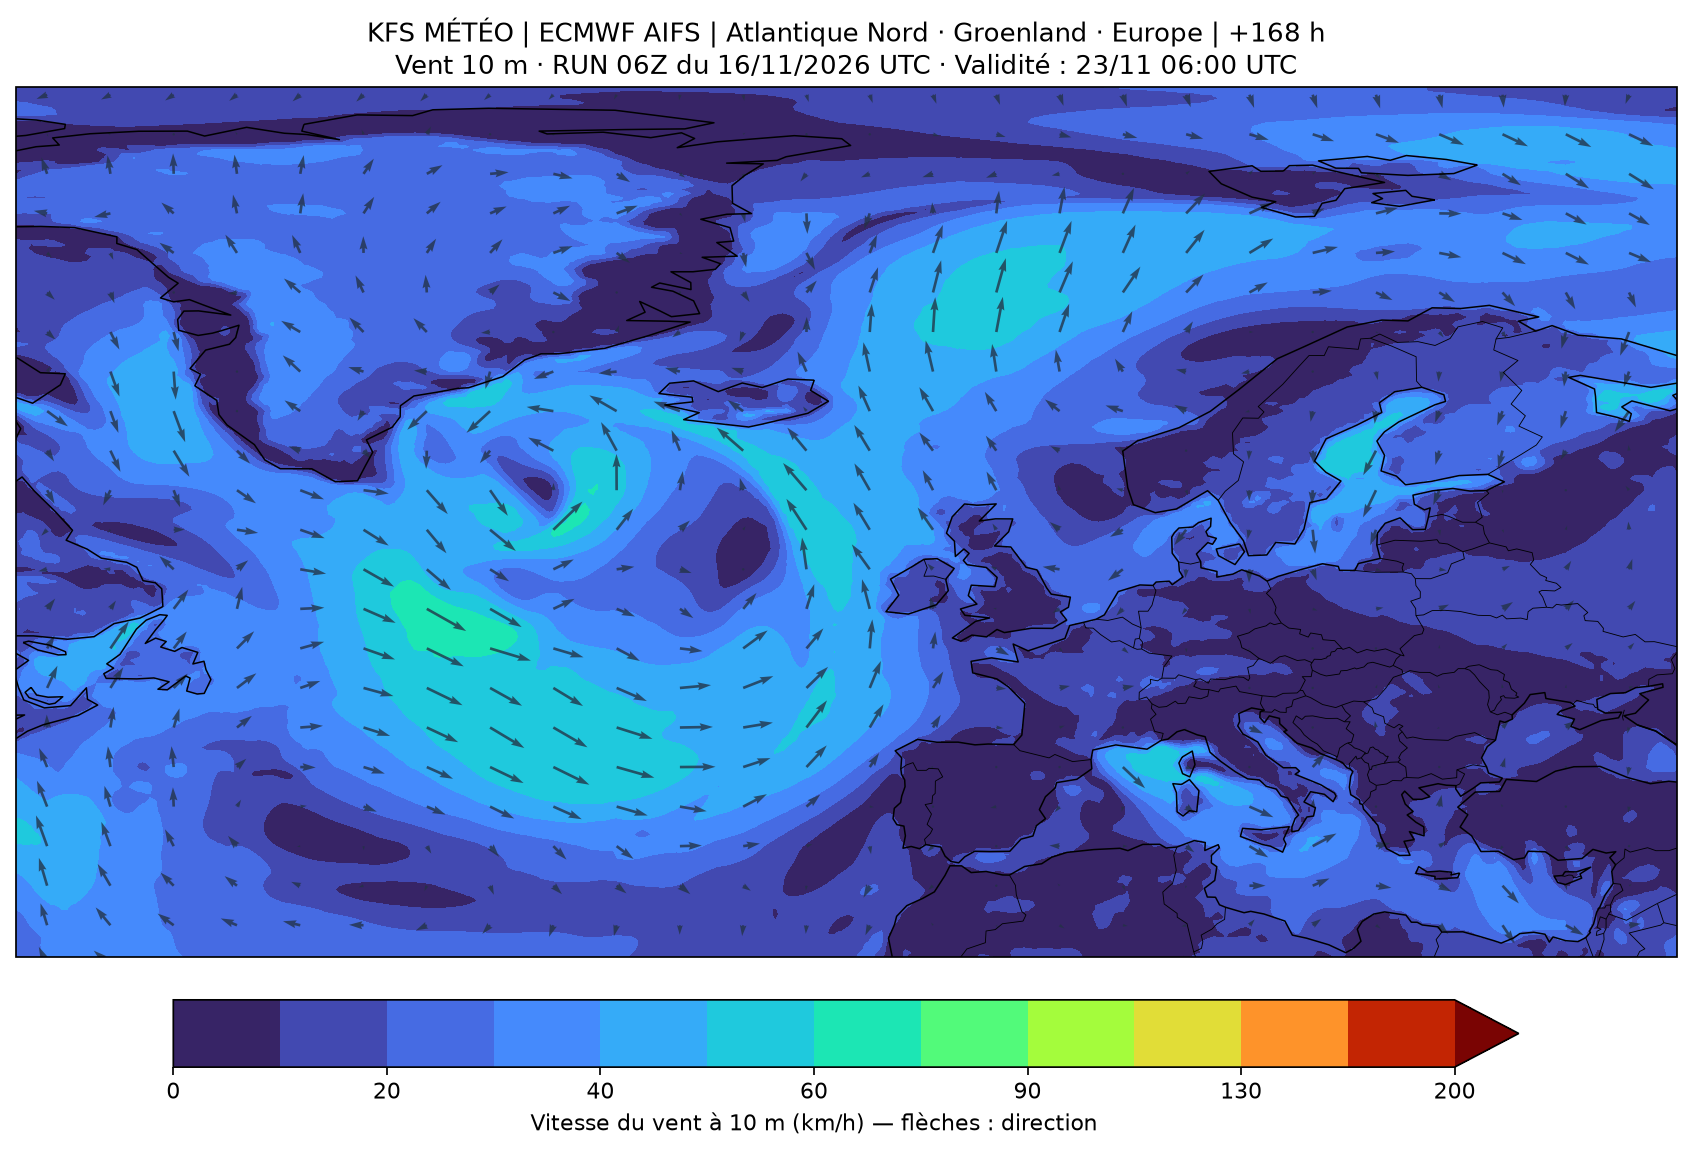 KFS MÉTÉO | ECMWF AIFS | Atlantique Nord · Groenland · Europe | +168 h
Vent 10 m · RUN 06Z du 16/11/2026 UTC · Validité : 23/11 06:00 UTC
0 20 40 60 90 130 200
Vitesse du vent à 10 m (km/h) — flèches : direction